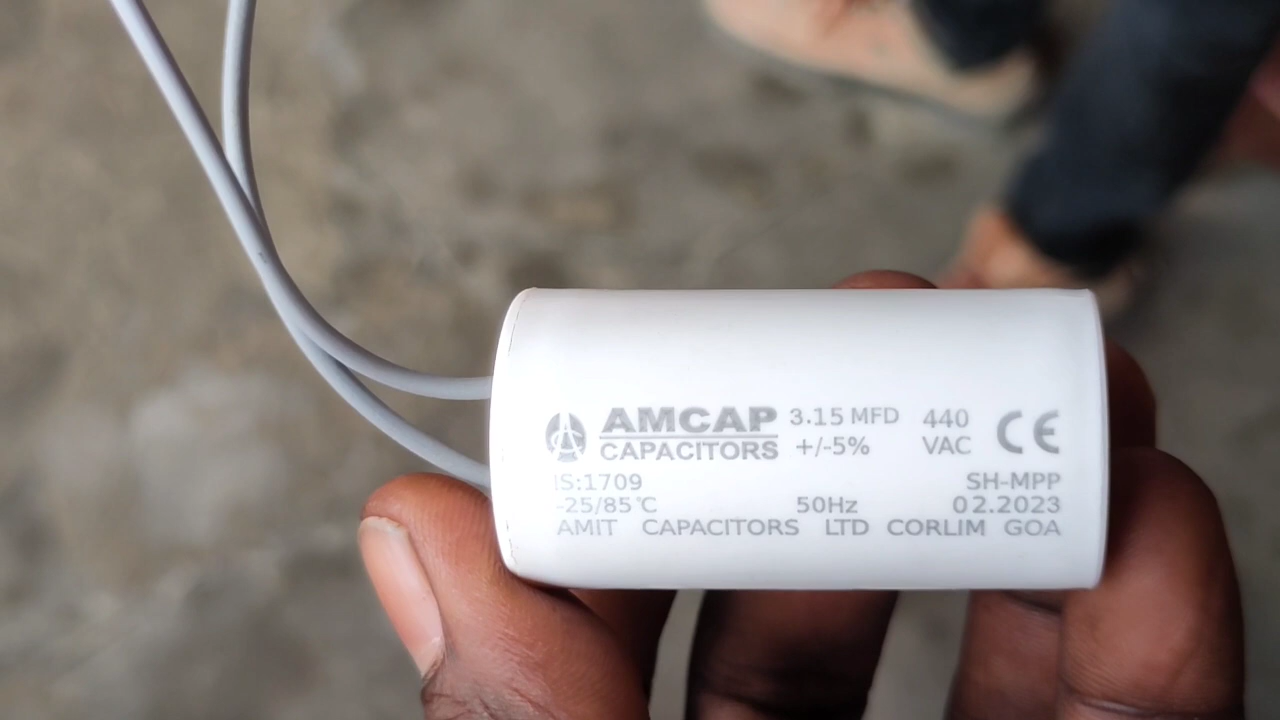 AMCAP 3.15 MFD 440
CAPACITORS +/-5% VAC CE
IS:1709 SH-MPP
-25/85°C 50Hz 02.2023
AMIT CAPACITORS LTD CORLIM GOA